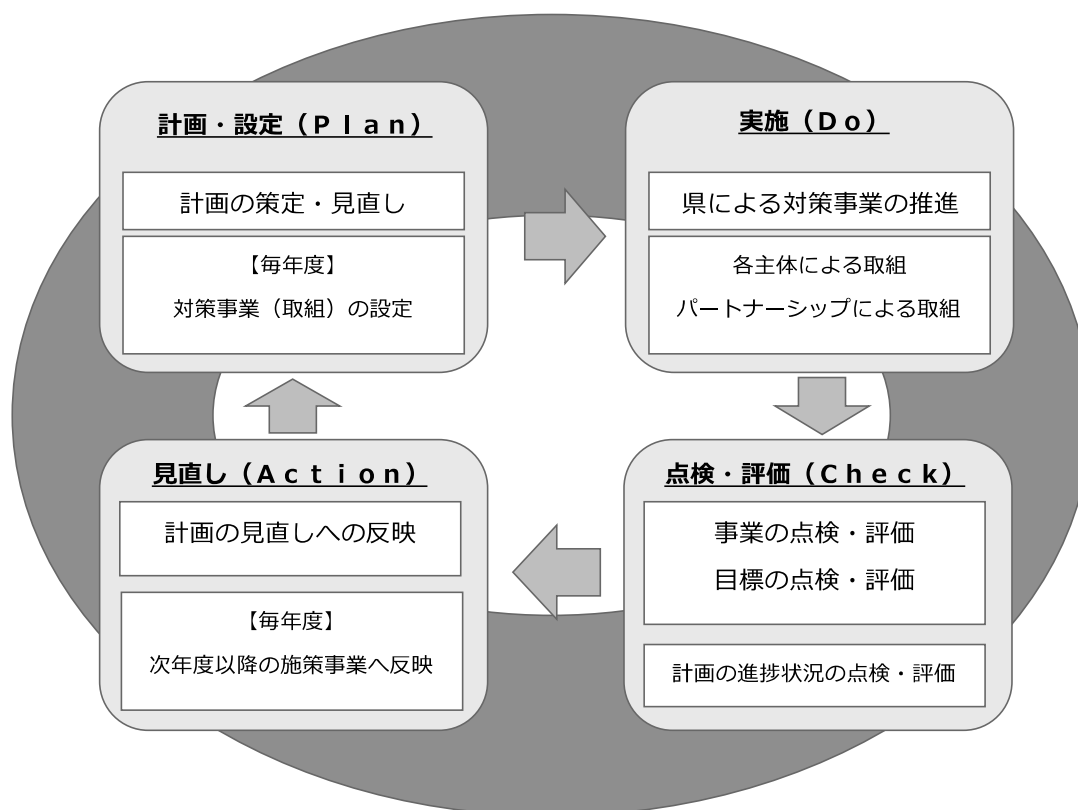 計画・設定（Ｐｌａｎ）
計画の策定・見直し
【毎年度】
対策事業（取組）の設定
実施（Ｄｏ）
県による対策事業の推進
各主体による取組
パートナーシップによる取組
見直し（Ａｃｔｉｏｎ）
計画の見直しへの反映
【毎年度】
次年度以降の施策事業へ反映
点検・評価（Ｃｈｅｃｋ）
事業の点検・評価
目標の点検・評価
計画の進捗状況の点検・評価